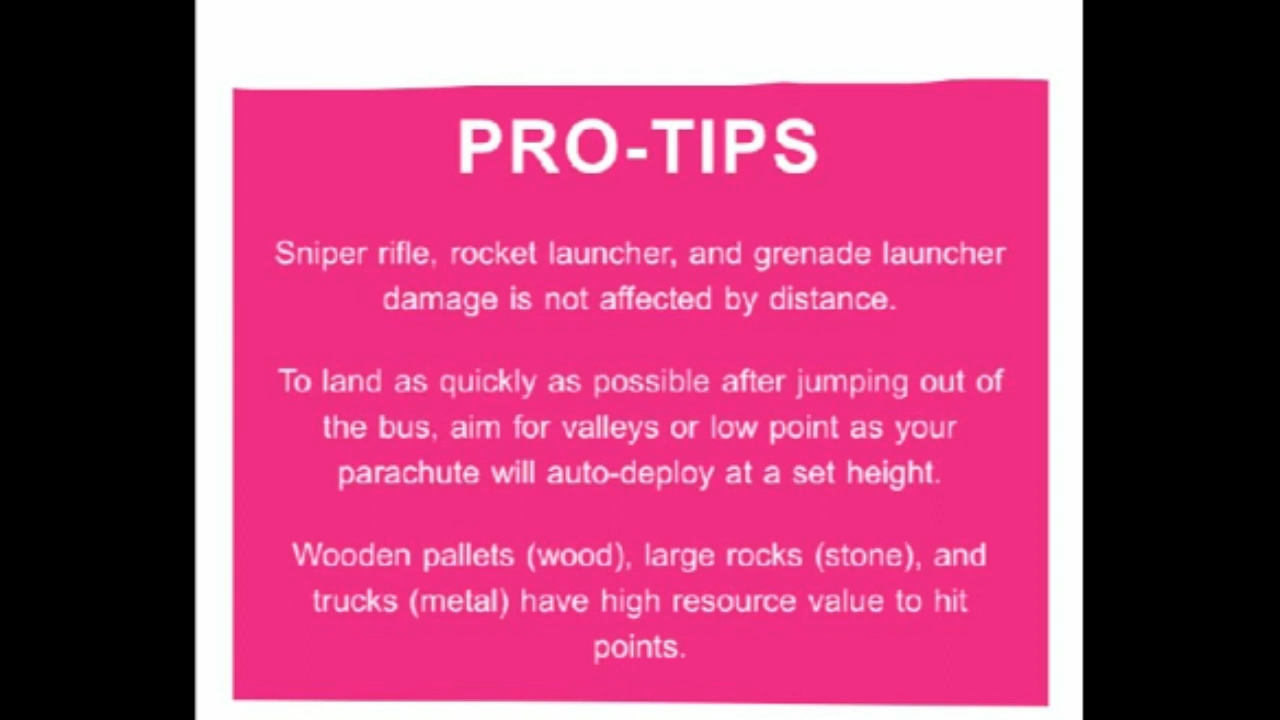 PRO-TIPS
Sniper rifle, rocket launcher, and grenade launcher
damage is not affected by distance.
To land as quickly as possible after jumping out of
the bus, aim for valleys or low point as your
parachute will auto-deploy at a set height.
Wooden pallets (wood), large rocks (stone), and
trucks (metal) have high resource value to hit
points.